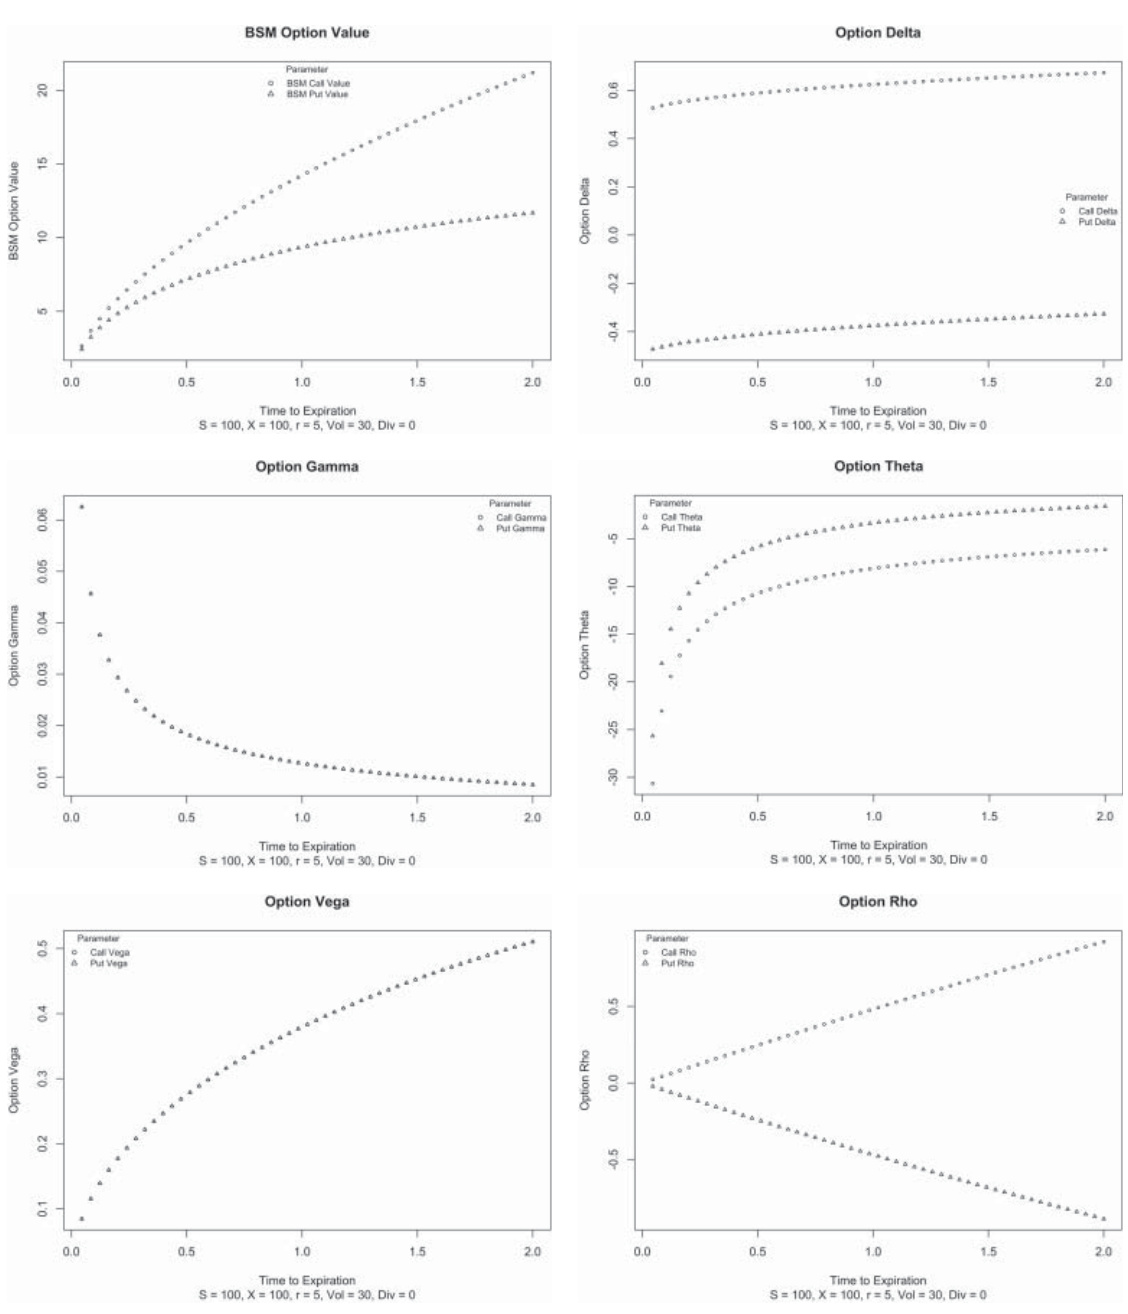 BSM Option Value
Parameter
BSM Call Value
BSM Put Value
BSM Option Value
20
15
10
5
0.0 0.5 1.0 1.5 2.0
Time to Expiration
S = 100, X = 100, r = 5, Vol = 30, Div = 0
Option Delta
Parameter
Call Delta
Put Delta
Option Delta
0.6
0.4
0.2
0.0
-0.2
-0.4
0.0 0.5 1.0 1.5 2.0
Time to Expiration
S = 100, X = 100, r = 5, Vol = 30, Div = 0
Option Gamma
Parameter
Call Gamma
Put Gamma
Option Gamma
0.06
0.05
0.04
0.03
0.02
0.01
0.0 0.5 1.0 1.5 2.0
Time to Expiration
S = 100, X = 100, r = 5, Vol = 30, Div = 0
Option Theta
Parameter
Call Theta
Put Theta
Option Theta
-5
-10
-15
-20
-25
-30
0.0 0.5 1.0 1.5 2.0
Time to Expiration
S = 100, X = 100, r = 5, Vol = 30, Div = 0
Option Vega
Parameter
Call Vega
Put Vega
Option Vega
0.5
0.4
0.3
0.2
0.1
0.0 0.5 1.0 1.5 2.0
Time to Expiration
S = 100, X = 100, r = 5, Vol = 30, Div = 0
Option Rho
Parameter
Call Rho
Put Rho
Option Rho
0.5
0.0
-0.5
0.0 0.5 1.0 1.5 2.0
Time to Expiration
S = 100, X = 100, r = 5, Vol = 30, Div = 0